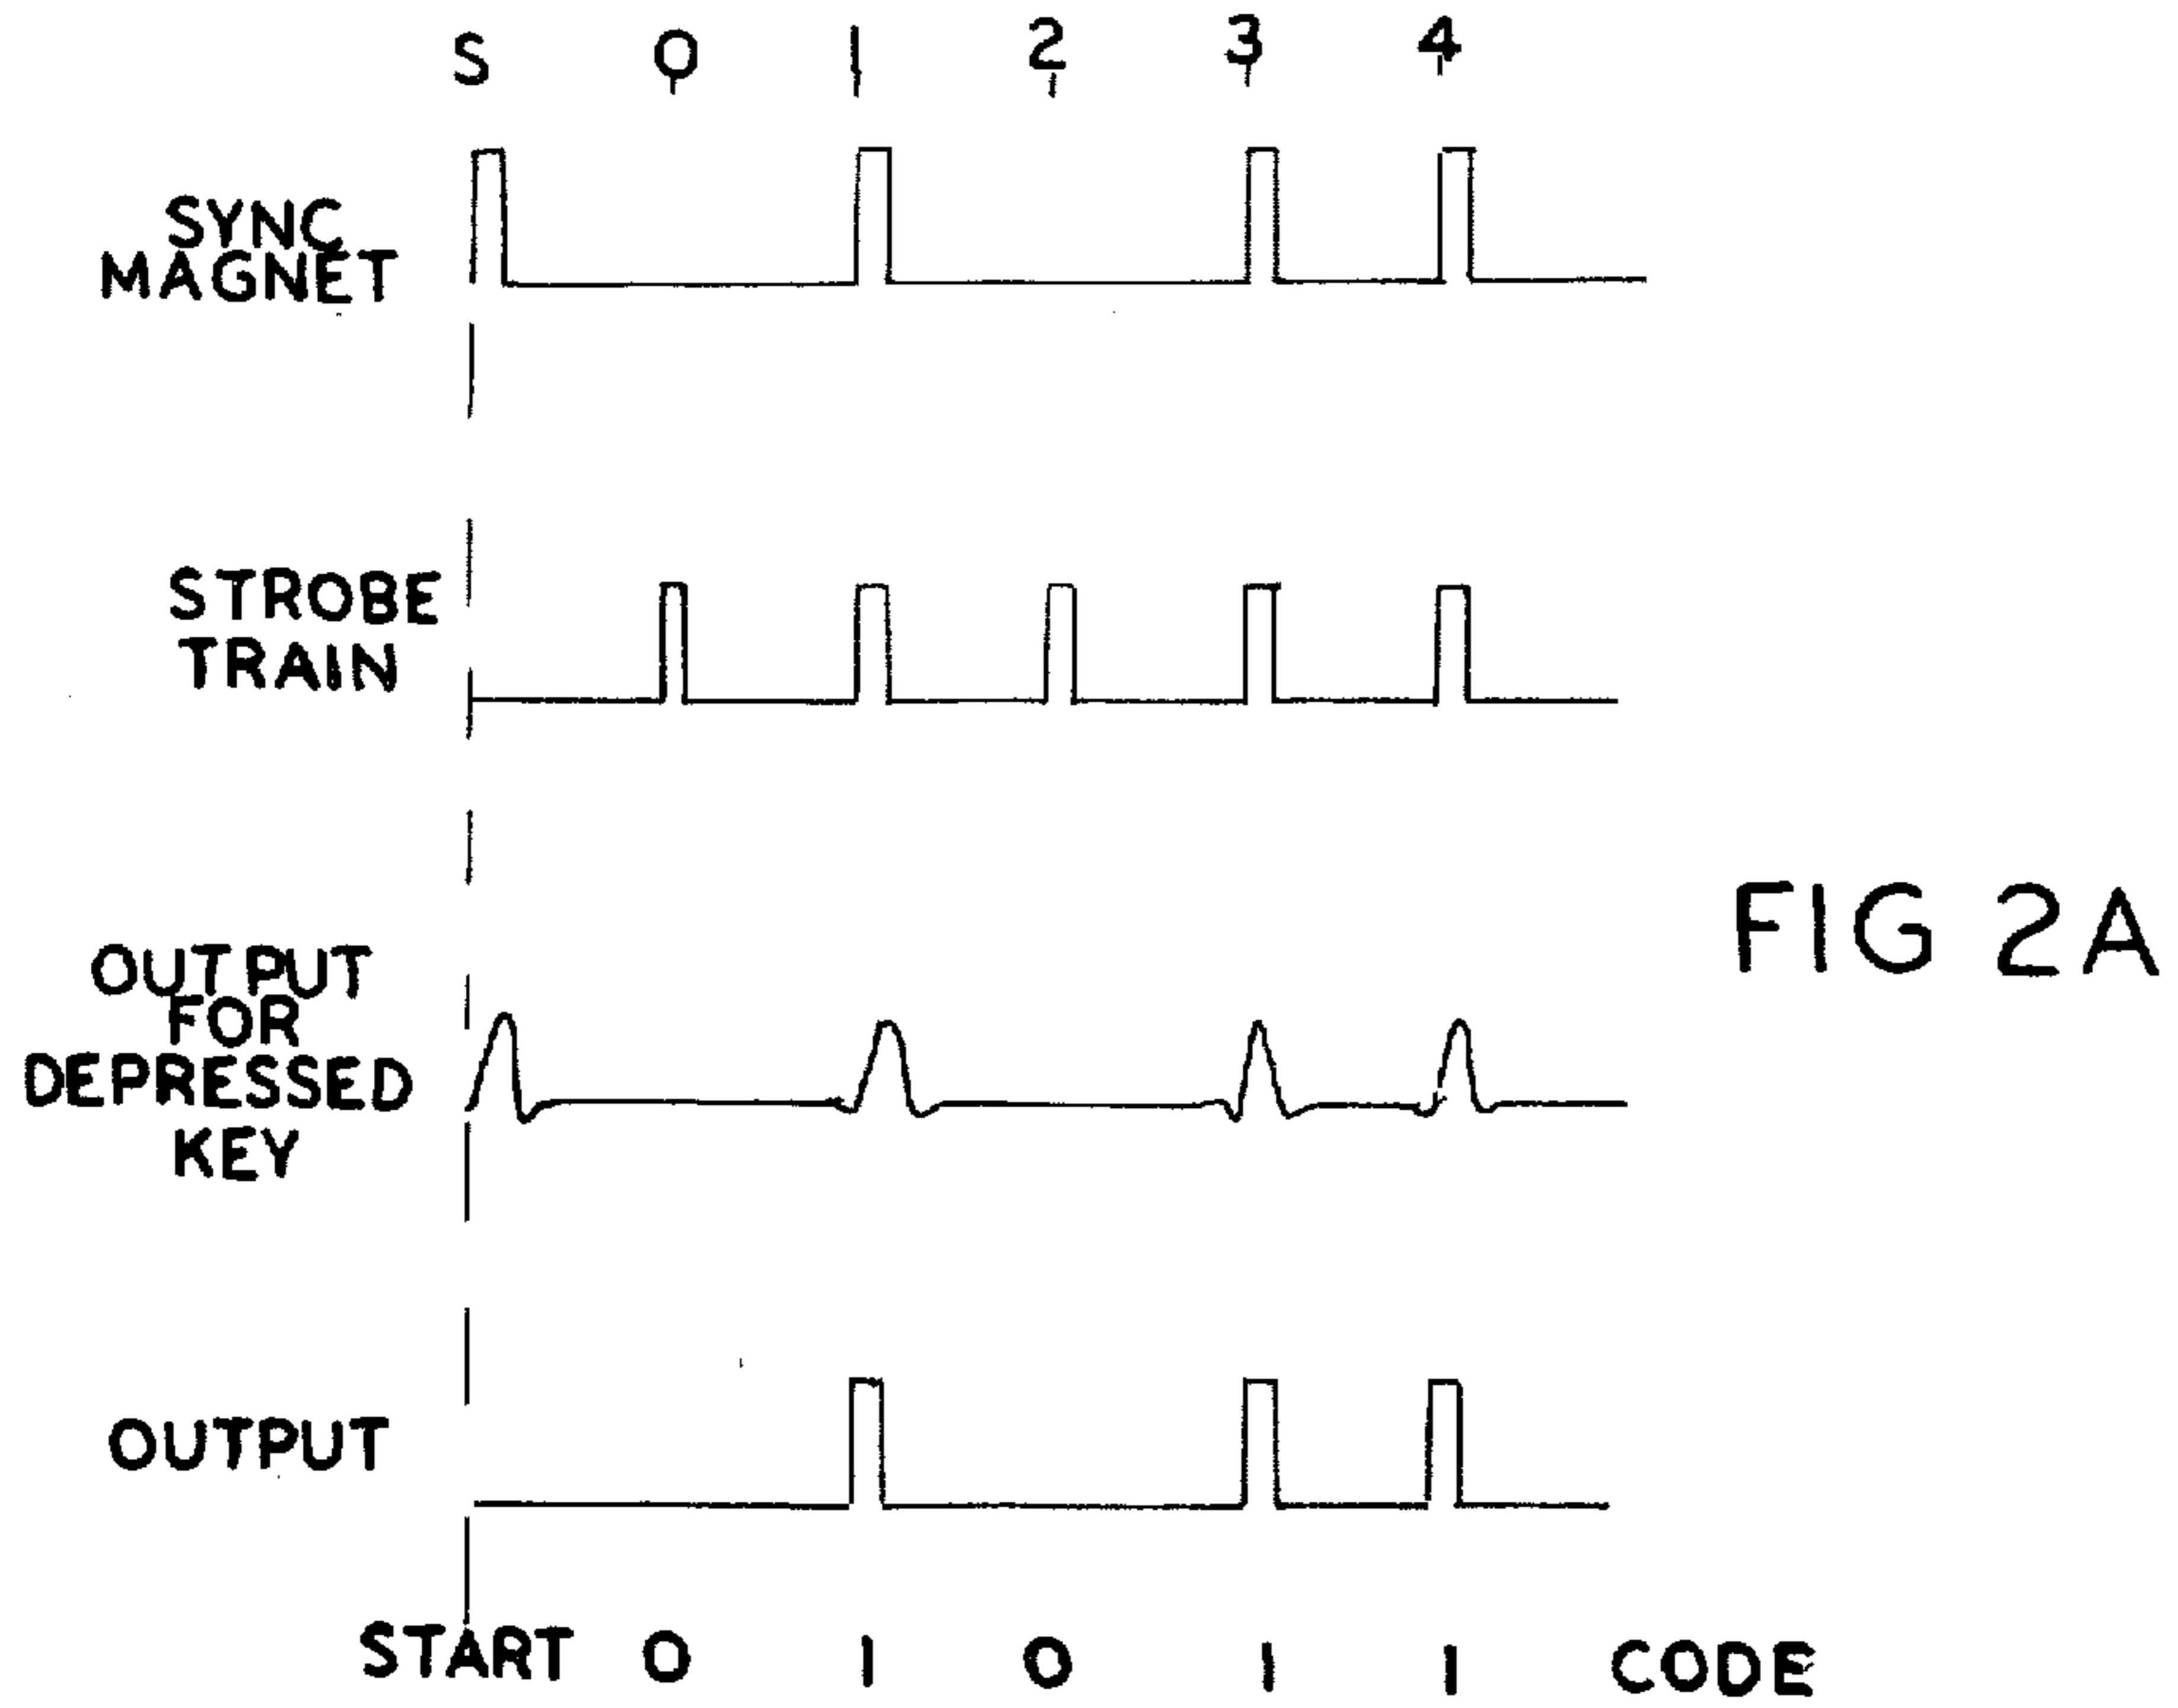 S 0 1 2 3 4
SYNC
MAGNET
STROBE
TRAIN
FIG 2A
OUTPUT
FOR
DEPRESSED
KEY
OUTPUT
START 0 1 0 1 1 CODE